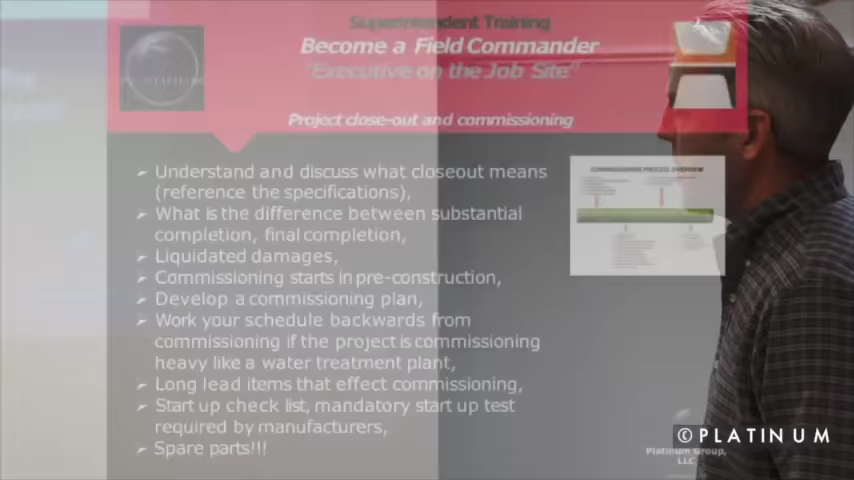 Superintendent Training
Become a Field Commander
"Executive on the Job Site"
Project close-out and commissioning
Understand and discuss what closeout means
(reference the specifications),
What is the difference between substantial
completion, final completion,
Liquidated damages,
Commissioning starts in pre-construction,
Develop a commissioning plan,
Work your schedule backwards from
commissioning if the project is commissioning
heavy like a water treatment plant,
Long lead items that effect commissioning,
Start up check list, mandatory start up test
required by manufacturers,
Spare parts!!!
COMMISSIONING PROCESS OVERVIEW
© PLATINUM
Platinum Group,
LLC